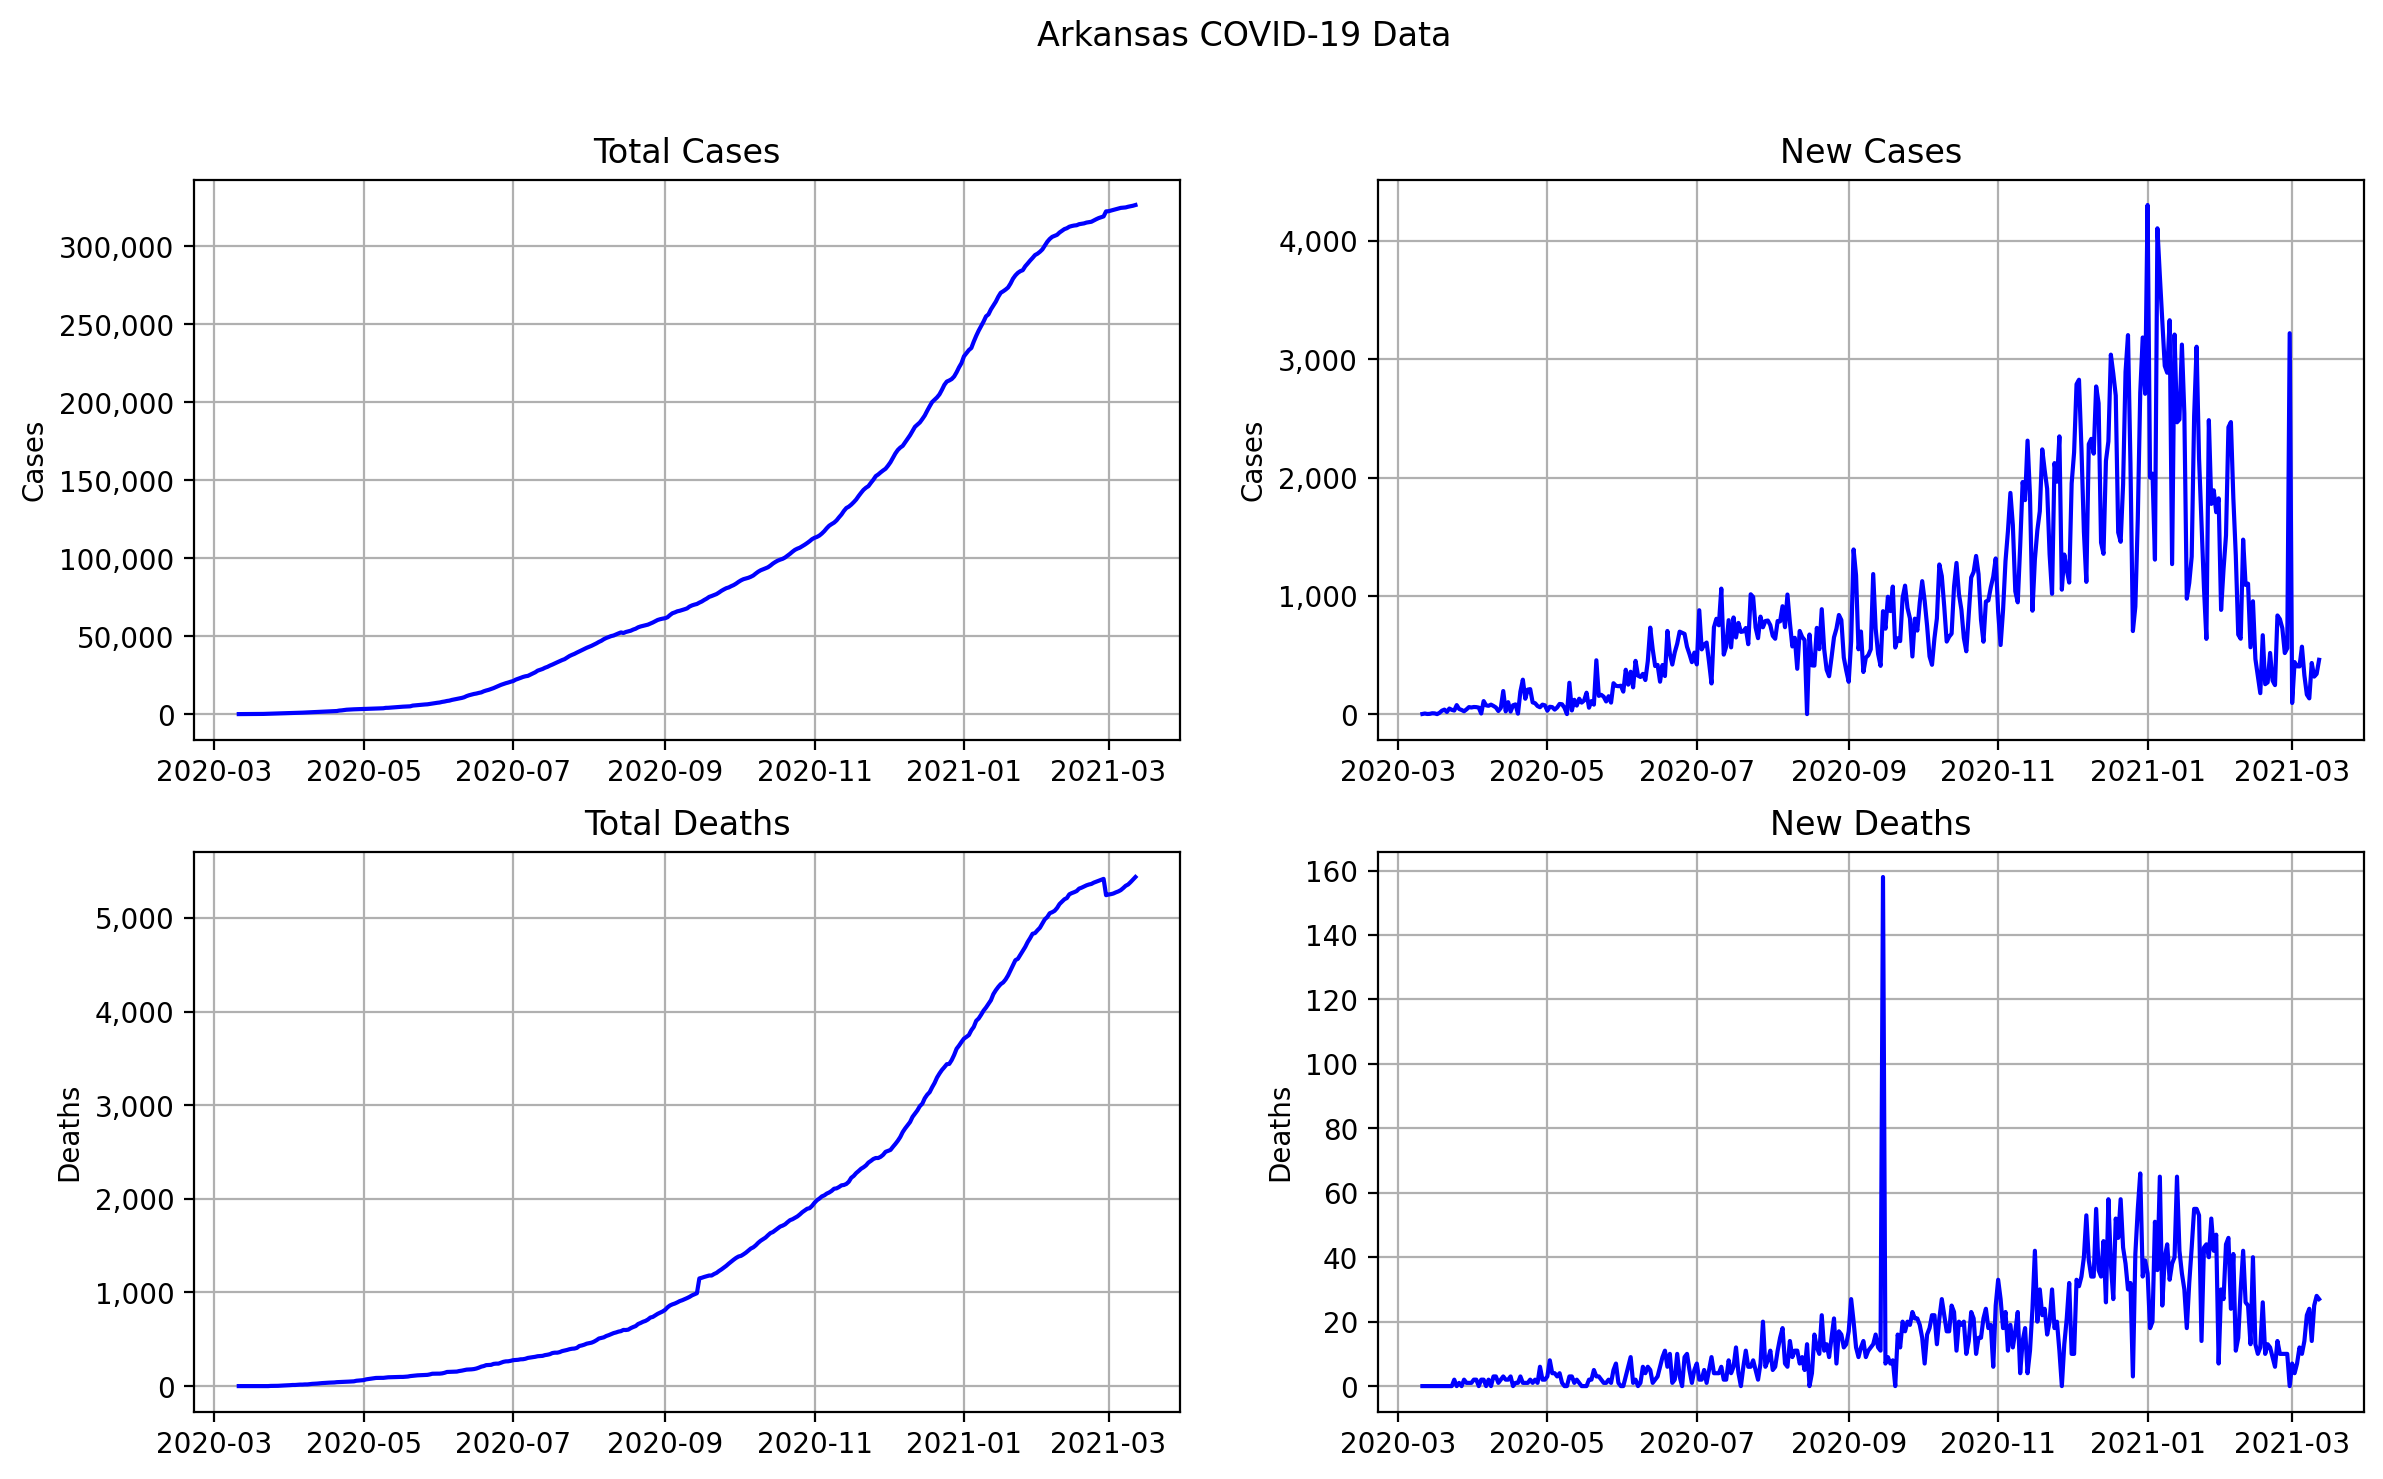 Arkansas COVID-19 Data
Total Cases
300,000
250,000
200,000
150,000
100,000
50,000
0
Cases
2020-03 2020-05 2020-07 2020-09 2020-11 2021-01 2021-03
New Cases
4,000
3,000
2,000
1,000
0
Cases
2020-03 2020-05 2020-07 2020-09 2020-11 2021-01 2021-03
Total Deaths
5,000
4,000
3,000
2,000
1,000
0
Deaths
2020-03 2020-05 2020-07 2020-09 2020-11 2021-01 2021-03
New Deaths
160
140
120
100
80
60
40
20
0
Deaths
2020-03 2020-05 2020-07 2020-09 2020-11 2021-01 2021-03